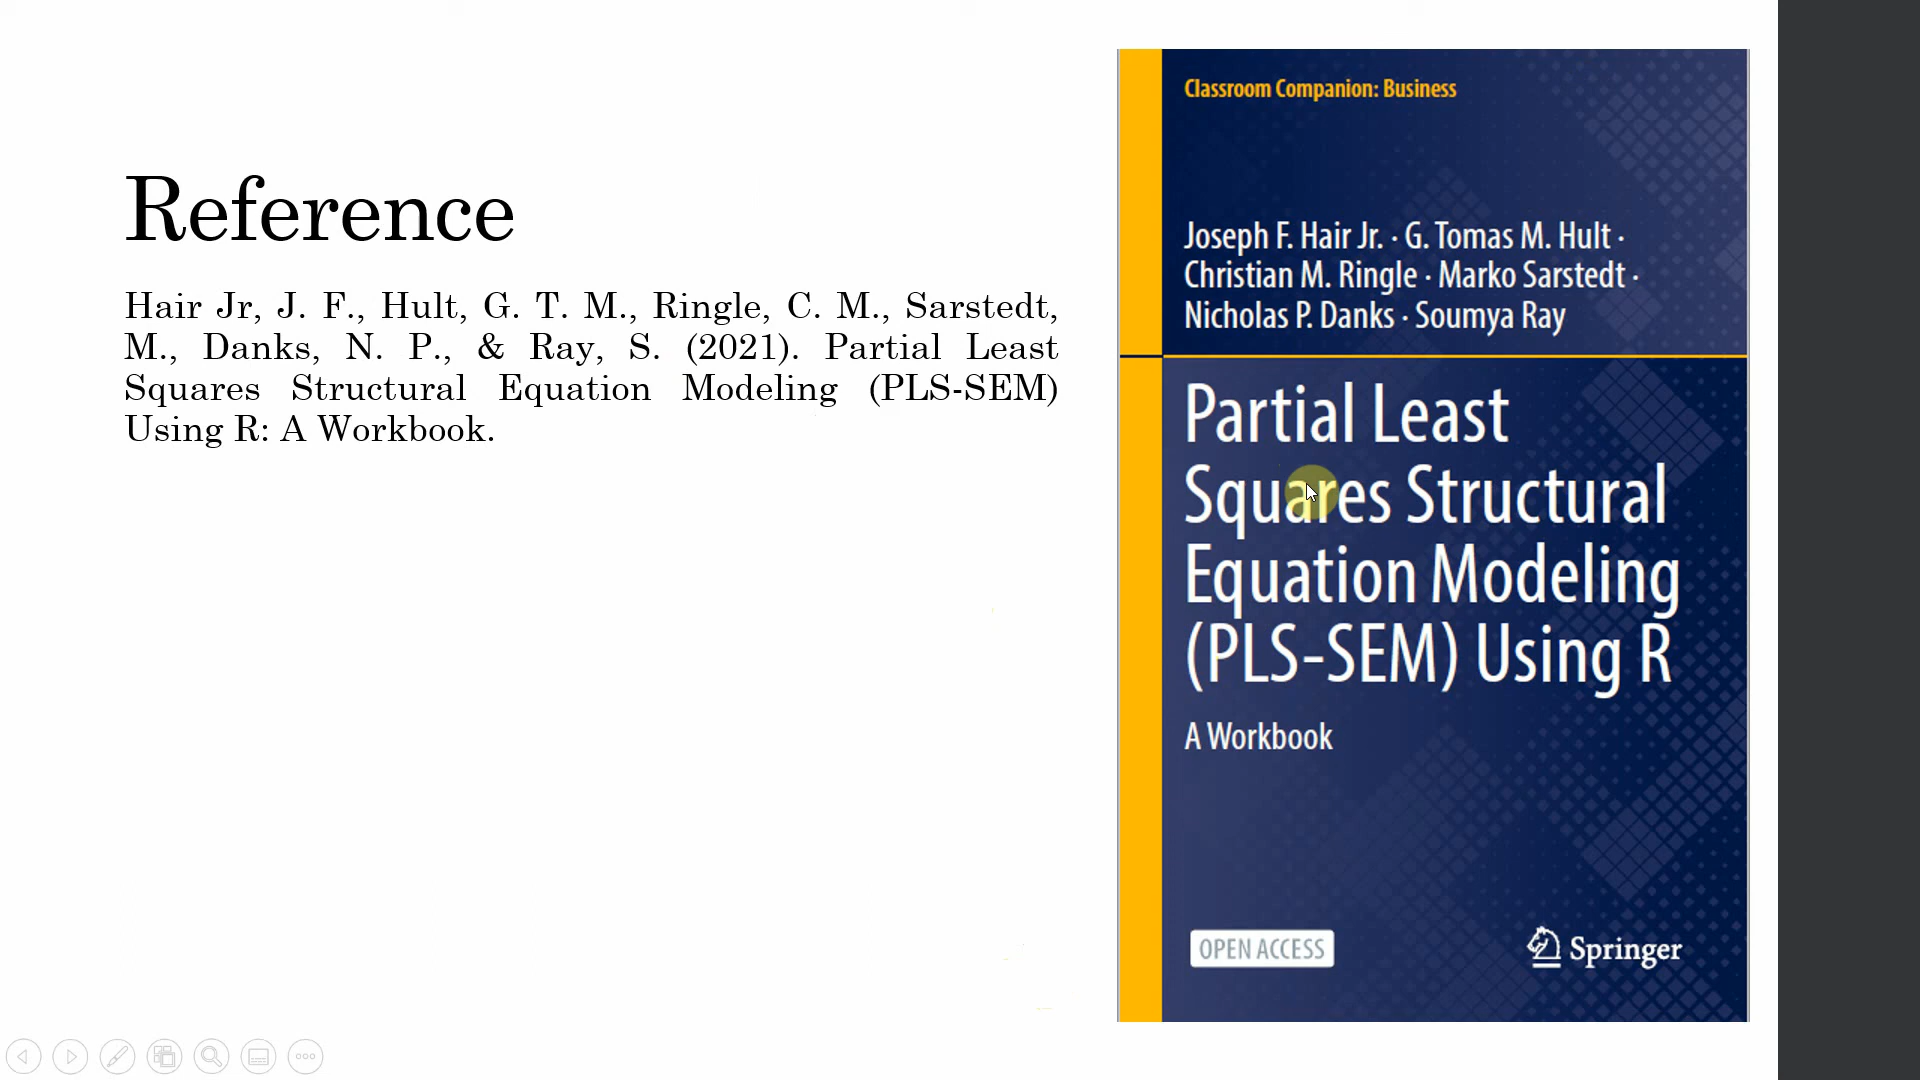 Reference
Hair Jr, J. F., Hult, G. T. M., Ringle, C. M., Sarstedt,
M., Danks, N. P., & Ray, S. (2021). Partial Least
Squares Structural Equation Modeling (PLS-SEM)
Using R: A Workbook.
Classroom Companion: Business
Joseph F. Hair Jr. · G. Tomas M. Hult ·
Christian M. Ringle · Marko Sarstedt ·
Nicholas P. Danks · Soumya Ray
Partial Least
Squares Structural
Equation Modeling
(PLS-SEM) Using R
A Workbook
OPEN ACCESS
Springer